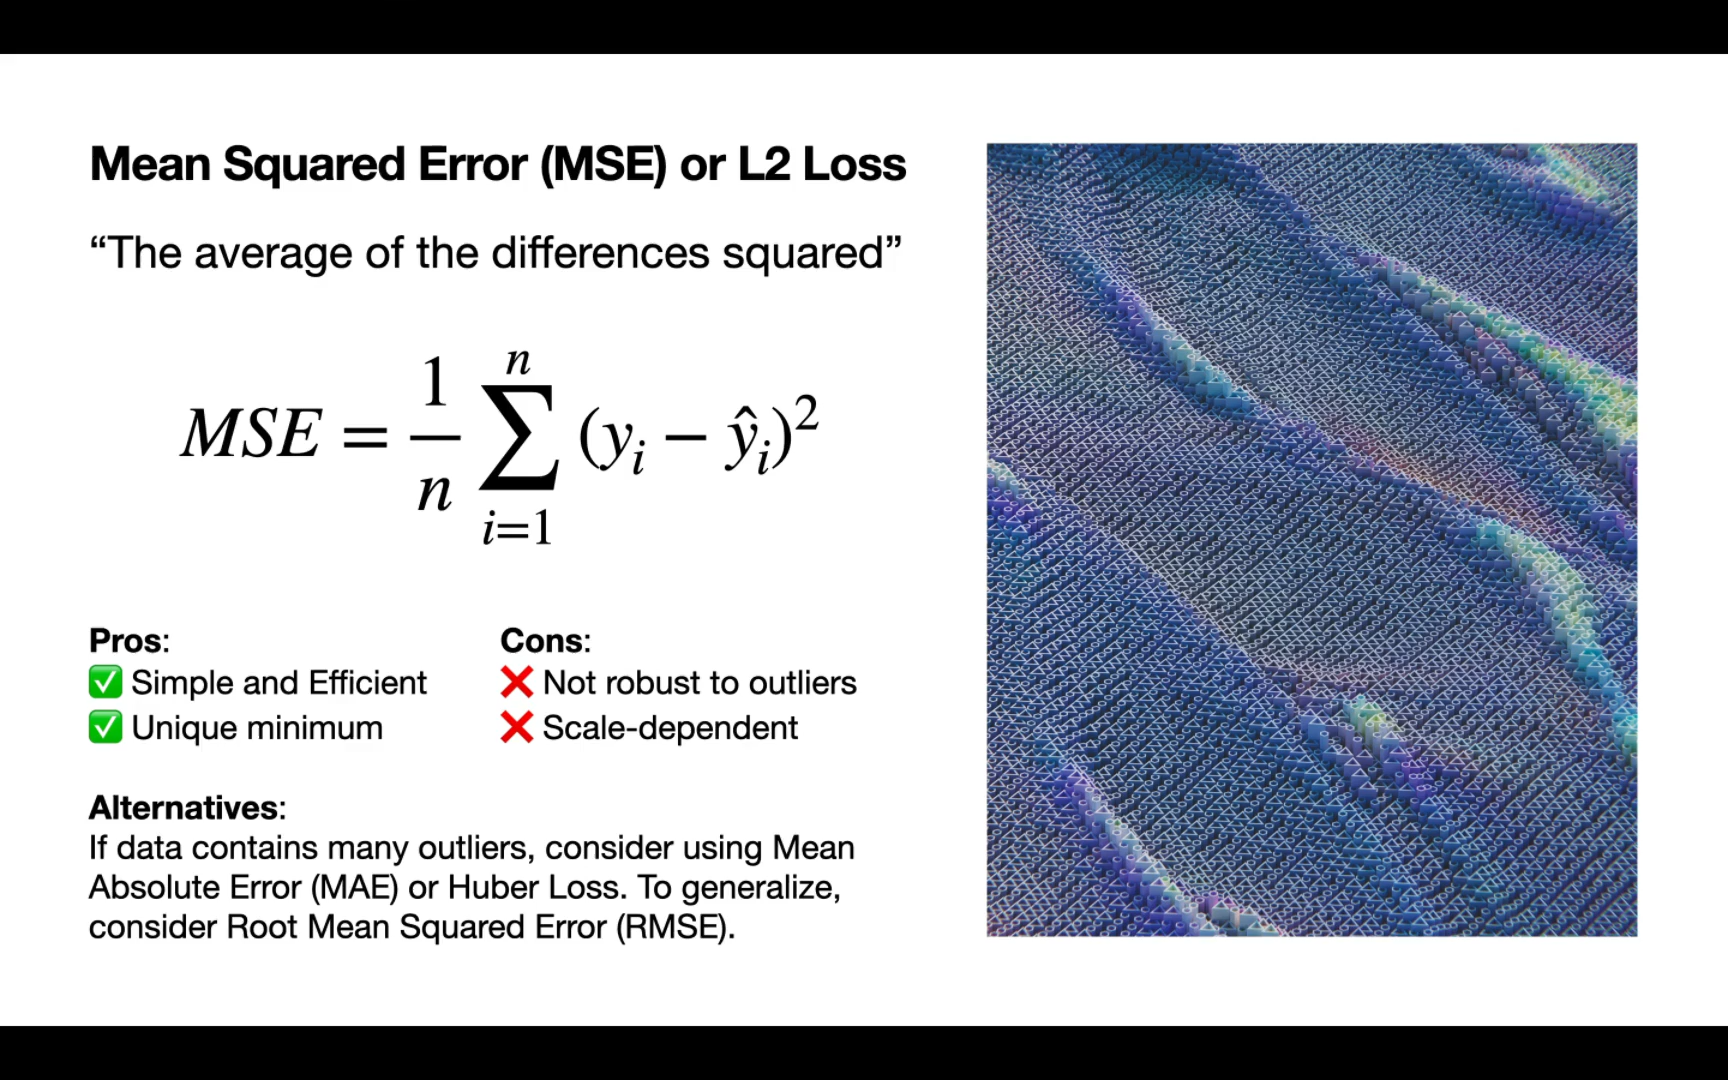 Mean Squared Error (MSE) or L2 Loss
“The average of the differences squared”
MSE = \frac{1}{n} \sum_{i=1}^{n} (y_i − ŷ_i)^2
Pros:
✅ Simple and Efficient
✅ Unique minimum
Cons:
❌ Not robust to outliers
❌ Scale-dependent
Alternatives:
If data contains many outliers, consider using Mean
Absolute Error (MAE) or Huber Loss. To generalize,
consider Root Mean Squared Error (RMSE).